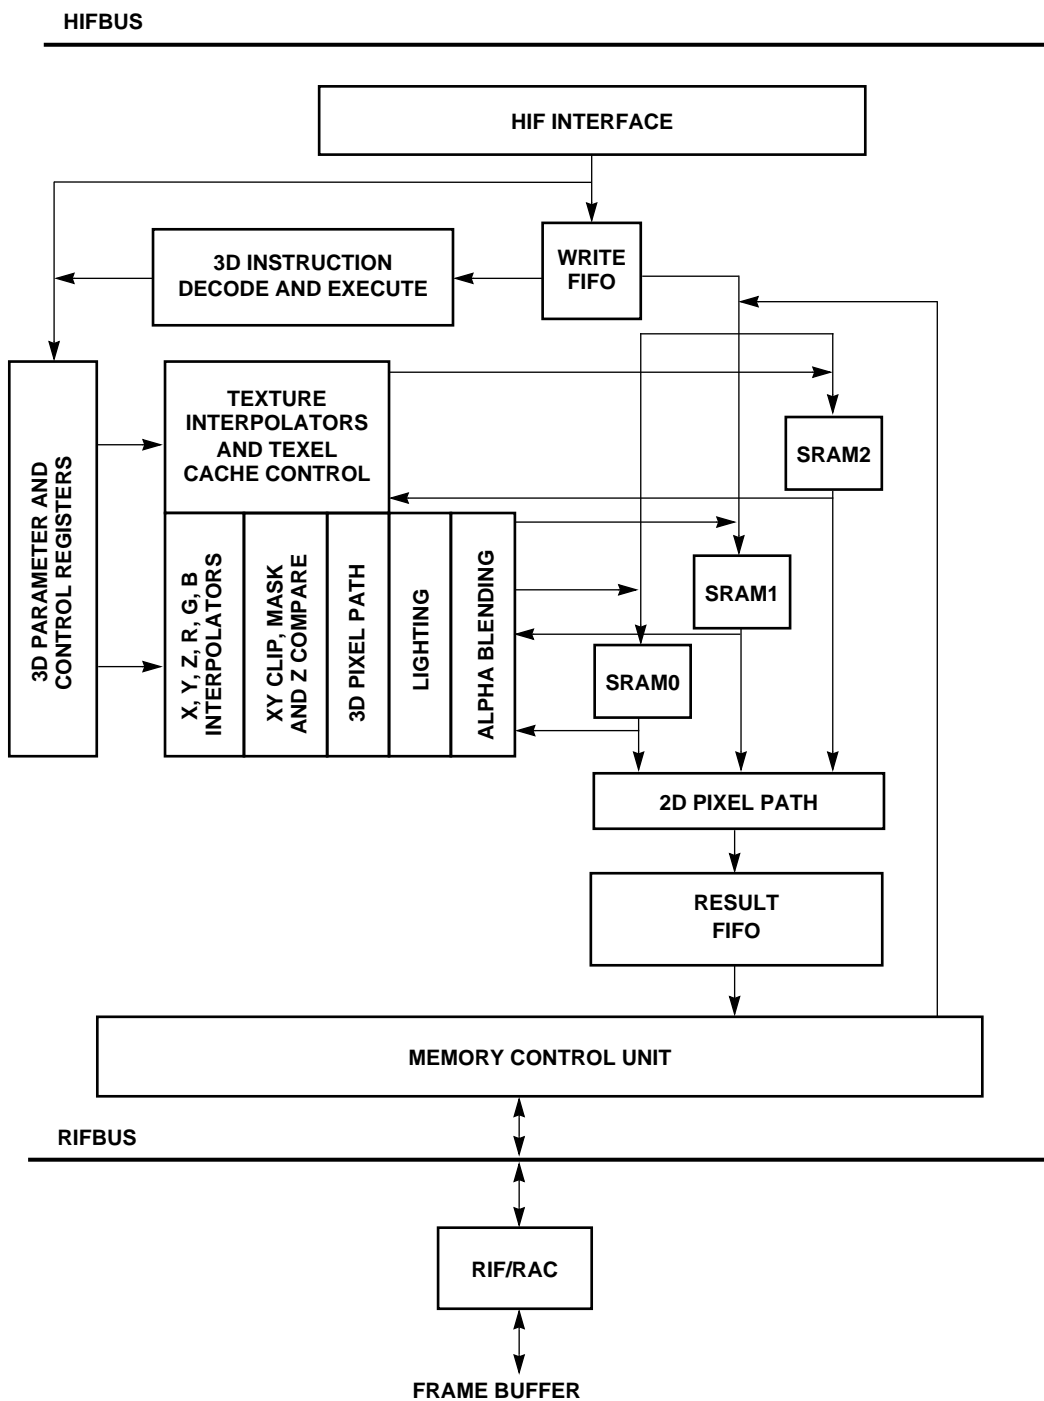 HIFBUS
HIF INTERFACE
3D INSTRUCTION
DECODE AND EXECUTE
WRITE
FIFO
3D PARAMETER AND
CONTROL REGISTERS
TEXTURE
INTERPOLATORS
AND TEXEL
CACHE CONTROL
SRAM2
X, Y, Z, R, G, B
INTERPOLATORS
XY CLIP, MASK
AND Z COMPARE
3D PIXEL PATH
LIGHTING
ALPHA BLENDING
SRAM1
SRAM0
2D PIXEL PATH
RESULT
FIFO
MEMORY CONTROL UNIT
RIFBUS
RIF/RAC
FRAME BUFFER